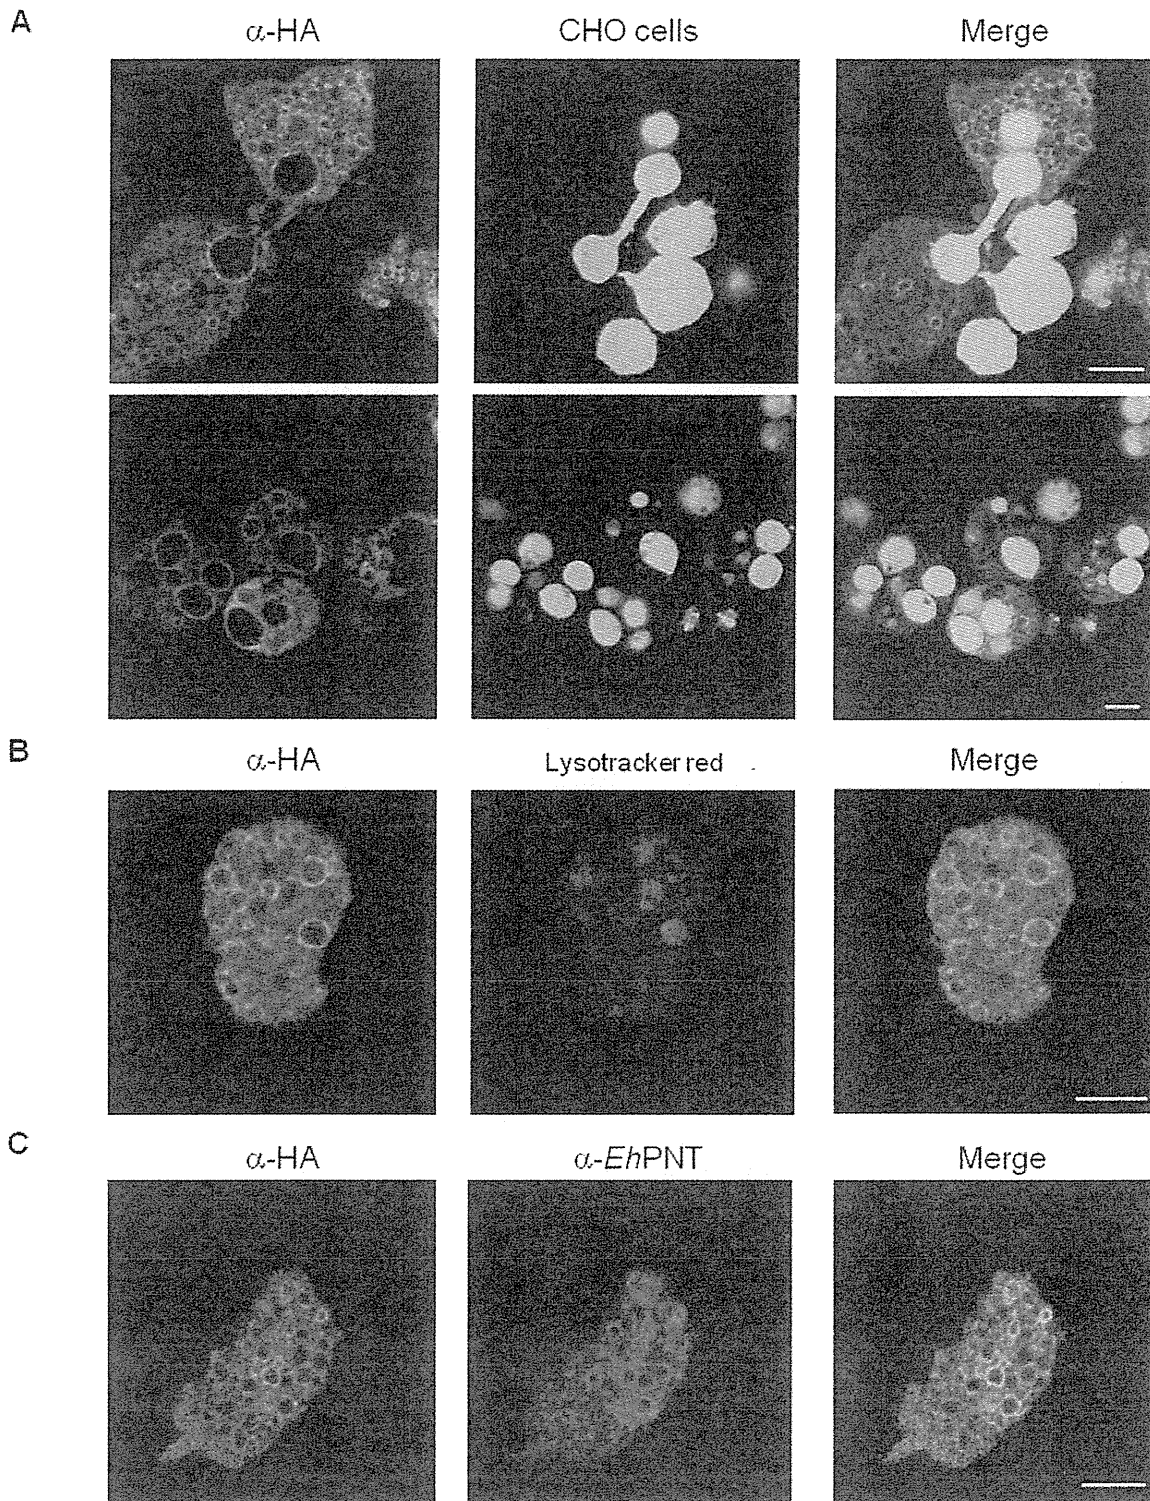 A
α-HA CHO cells Merge
B
α-HA Lysotracker red Merge
C
α-HA α-EhPNT Merge